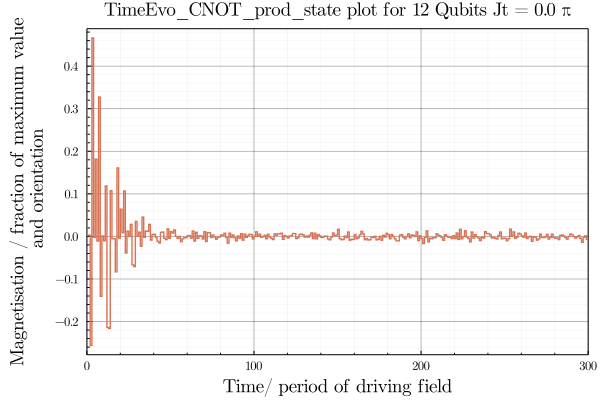 TimeEvo_CNOT_prod_state plot for 12 Qubits Jt = 0.0 π
Magnetisation / fraction of maximum value
and orientation
0.4
0.3
0.2
0.1
0.0
−0.1
−0.2
0
100
200
300
Time/ period of driving field